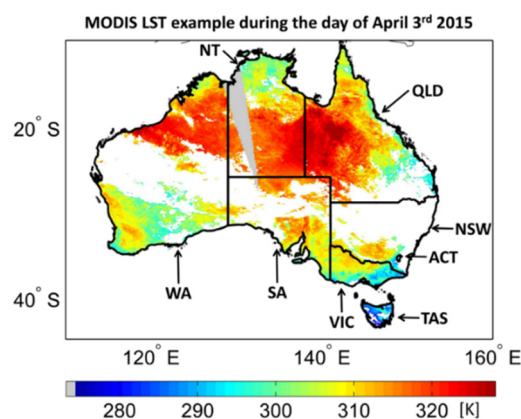 MODIS LST example during the day of April 3rd 2015
NT
QLD
20° S
NSW
ACT
WA
SA
VIC
TAS
40° S
120° E
140° E
160° E
280
290
300
310
320
[K]